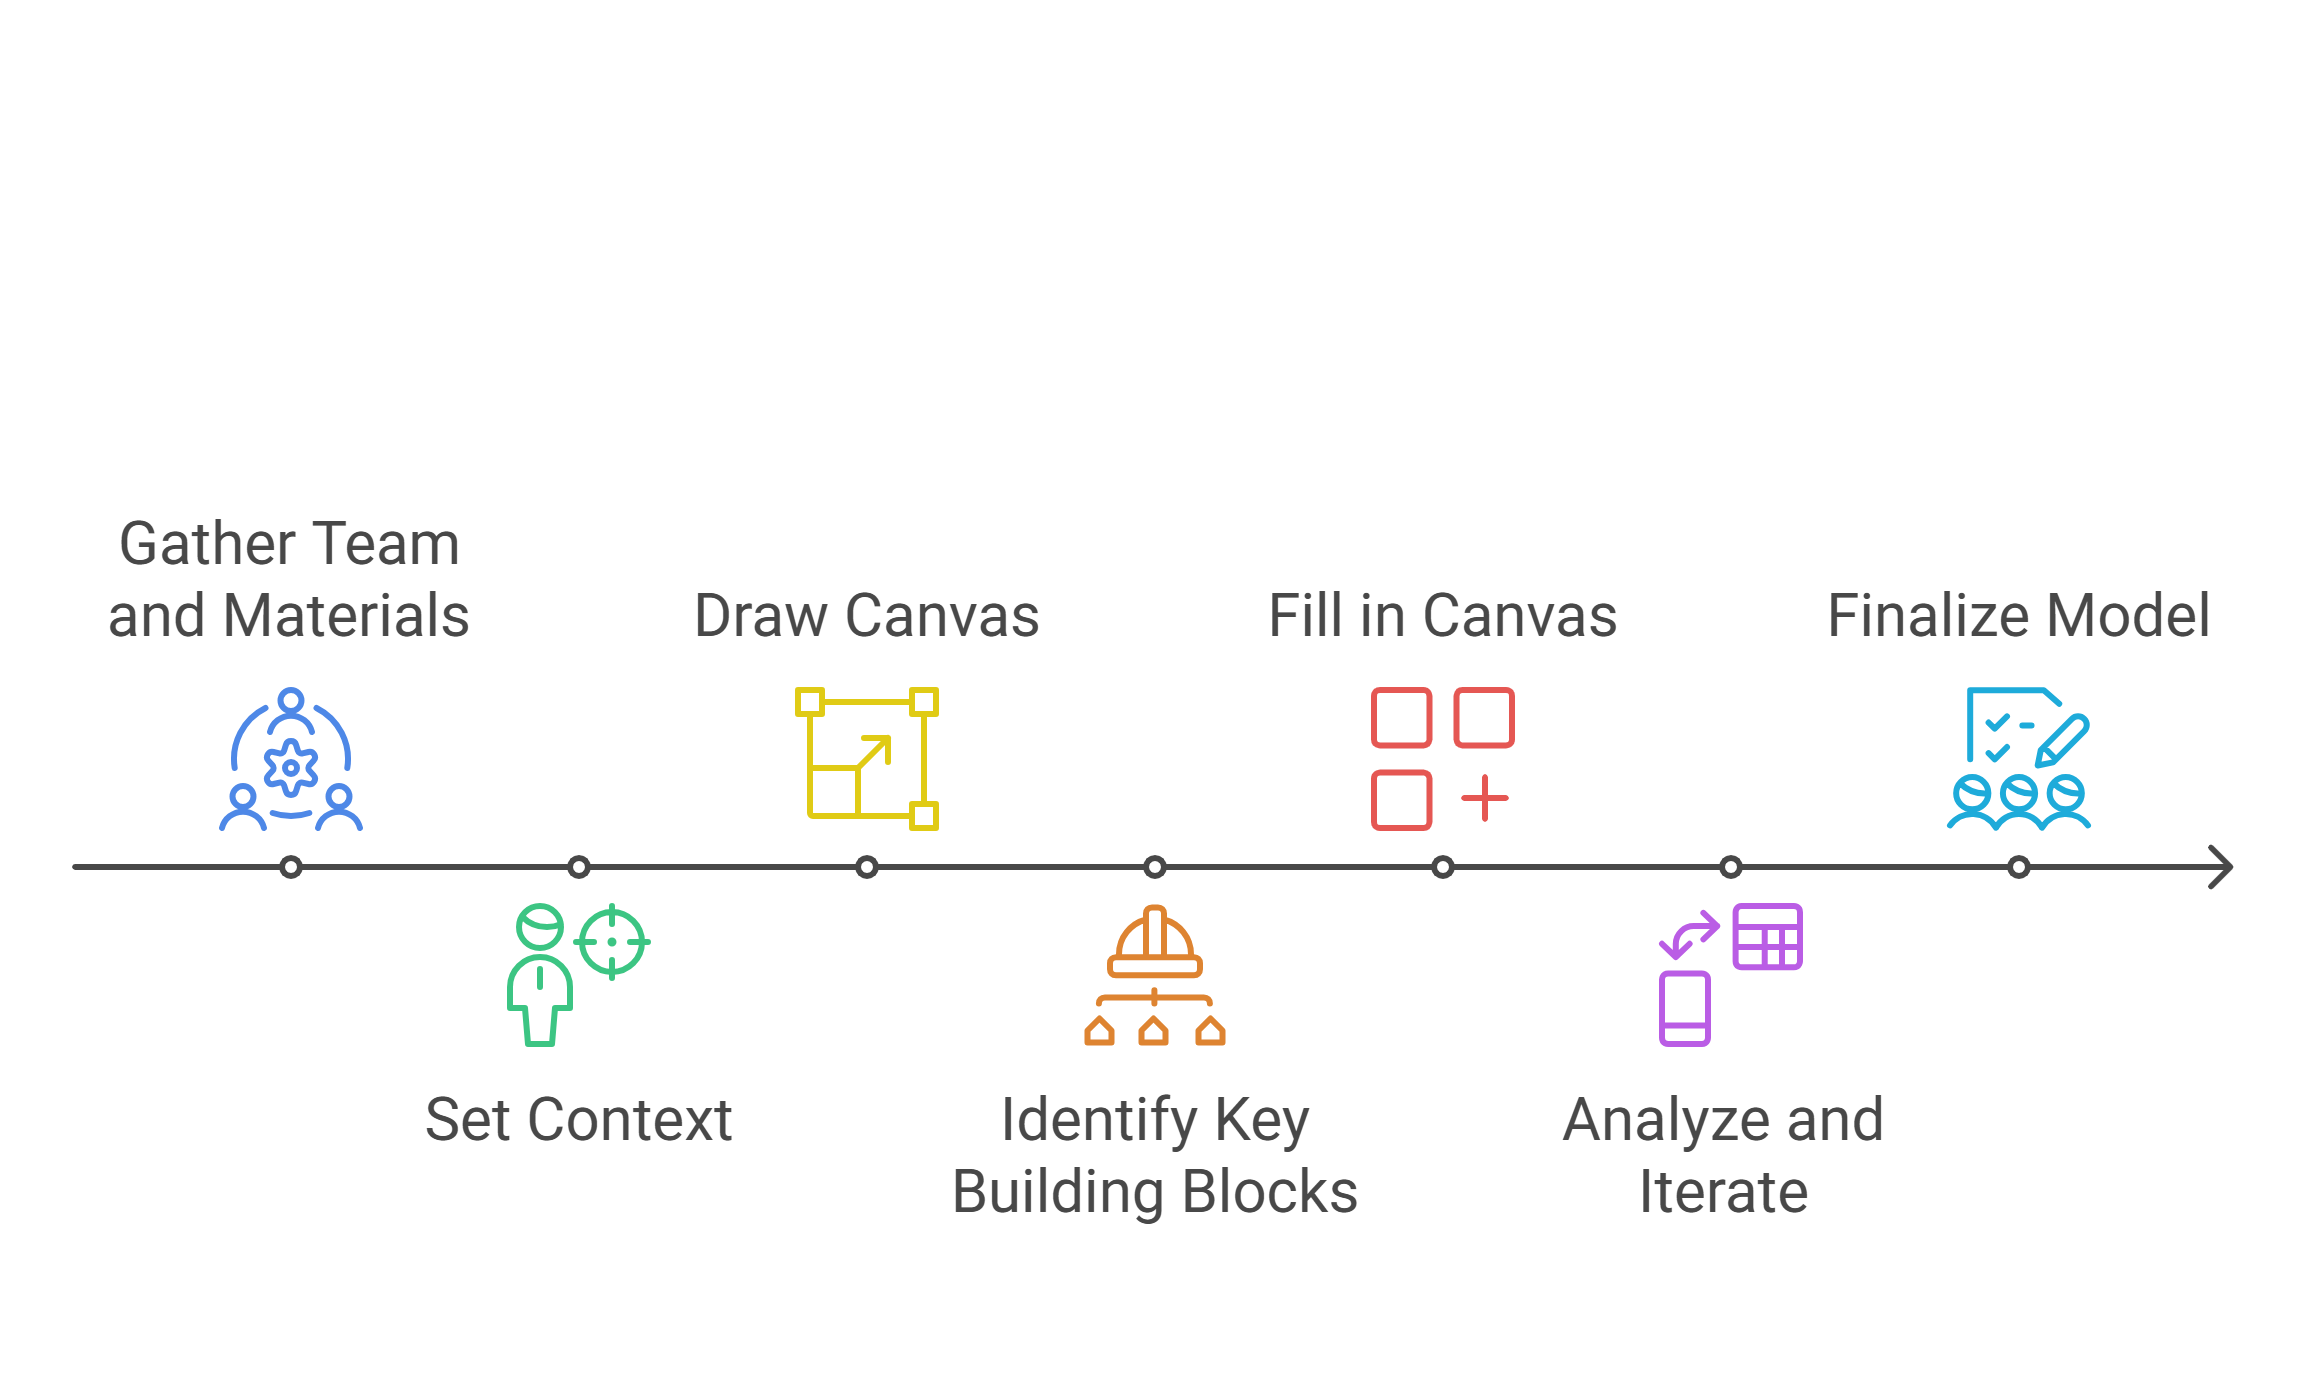 Gather Team
and Materials
Set Context
Draw Canvas
Identify Key
Building Blocks
Fill in Canvas
Analyze and
Iterate
Finalize Model